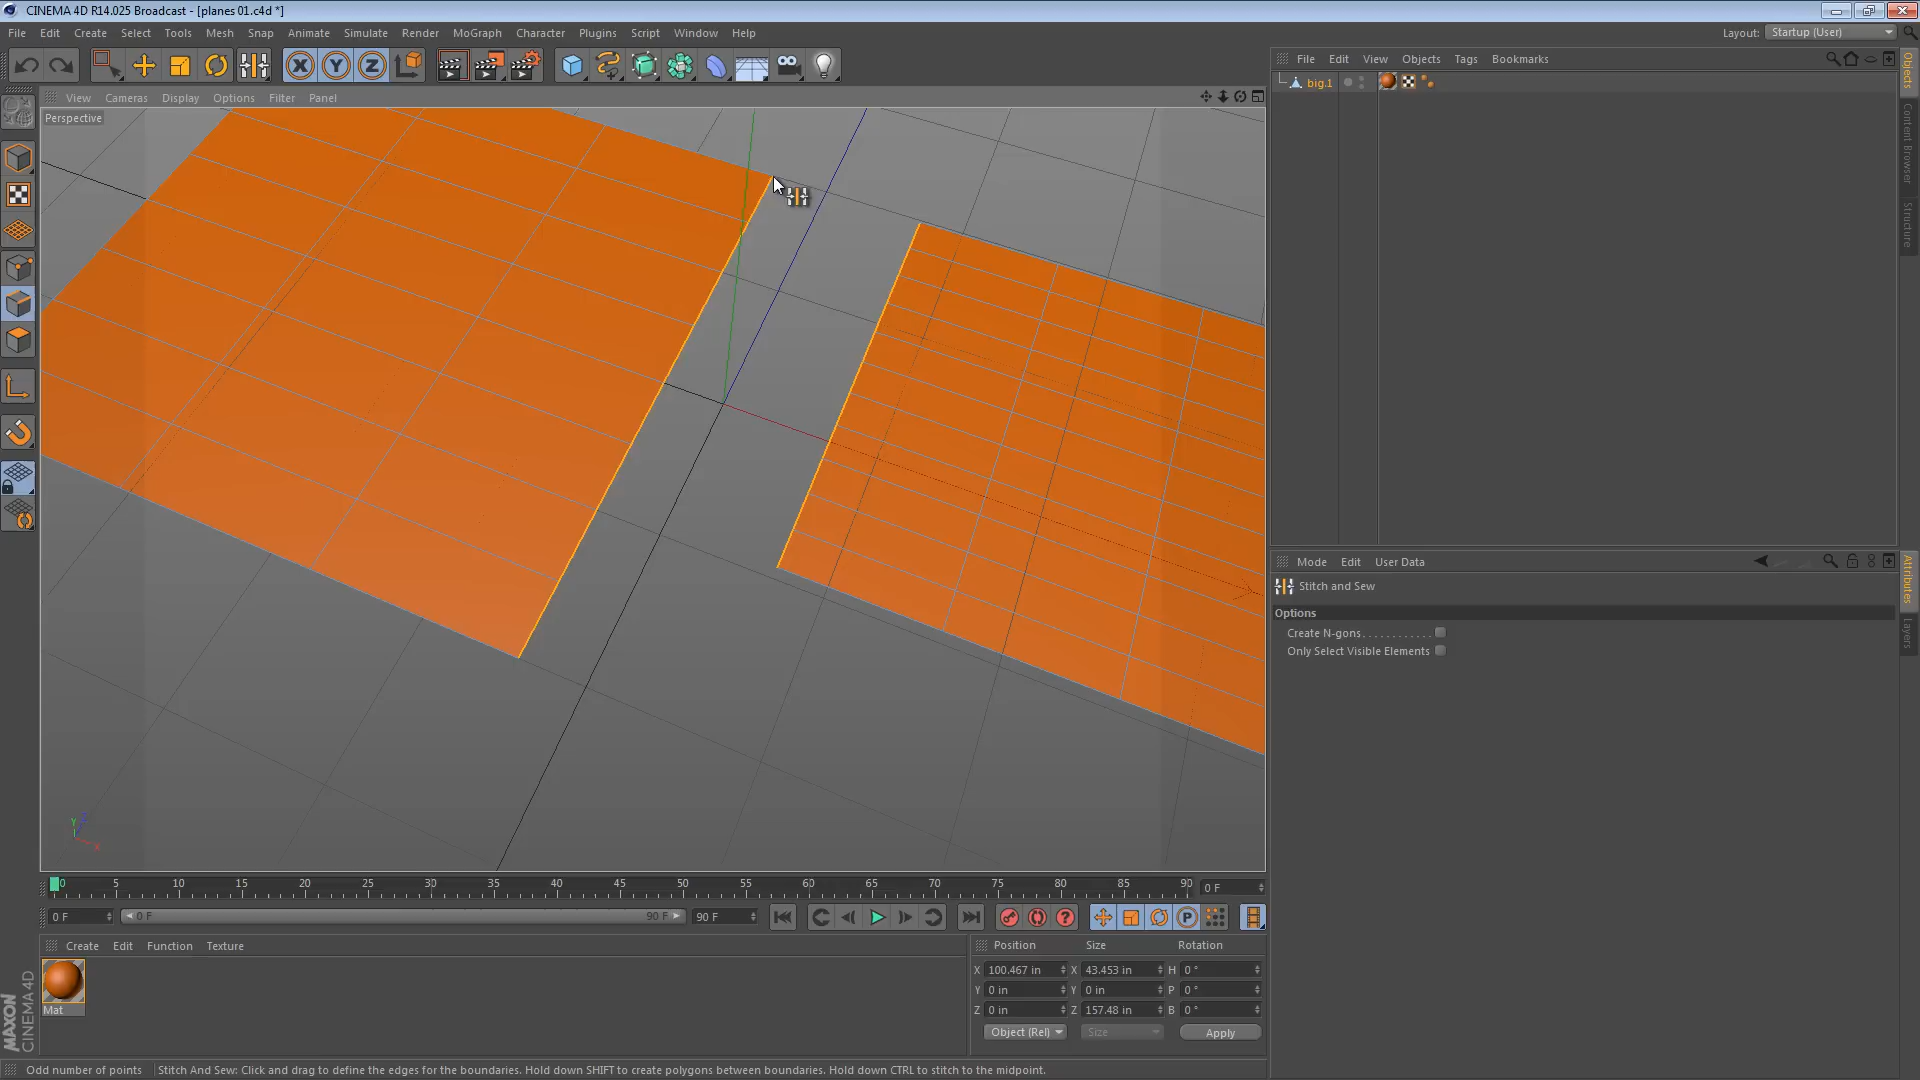 CINEMA 4D R14.025 Broadcast - [planes 01.c4d *]
File Edit Create Select Tools Mesh Snap Animate Simulate Render Character MoGraph Character Plugins Script Window Help
Layout: Startup (User)
View Cameras Display Options Filter Panel
Perspective
File Edit View Objects Tags Bookmarks
big.1
Objects
Content Browser
Structure
Mode Edit User Data
Stitch and Sew
Options
Create N-gons
Only Select Visible Elements
Attributes
Layers
Y Z X
0 5 10 15 20 25 30 35 40 45 50 55 60 65 70 75 80 85 90
0 F
0 F 0 F 90 F 90 F
Create Edit Function Texture
Mat
Position Size Rotation
X 100.467 in X 43.453 in H 0 °
Y 0 in Y 0 in P 0 °
Z 0 in Z 157.48 in B 0 °
Object (Rel) Size Apply
MAXON
CINEMA 4D
Odd number of points Stitch And Sew: Click and drag to define the edges for the boundaries. Hold down SHIFT to create polygons between boundaries. Hold down CTRL to stitch to the midpoint.